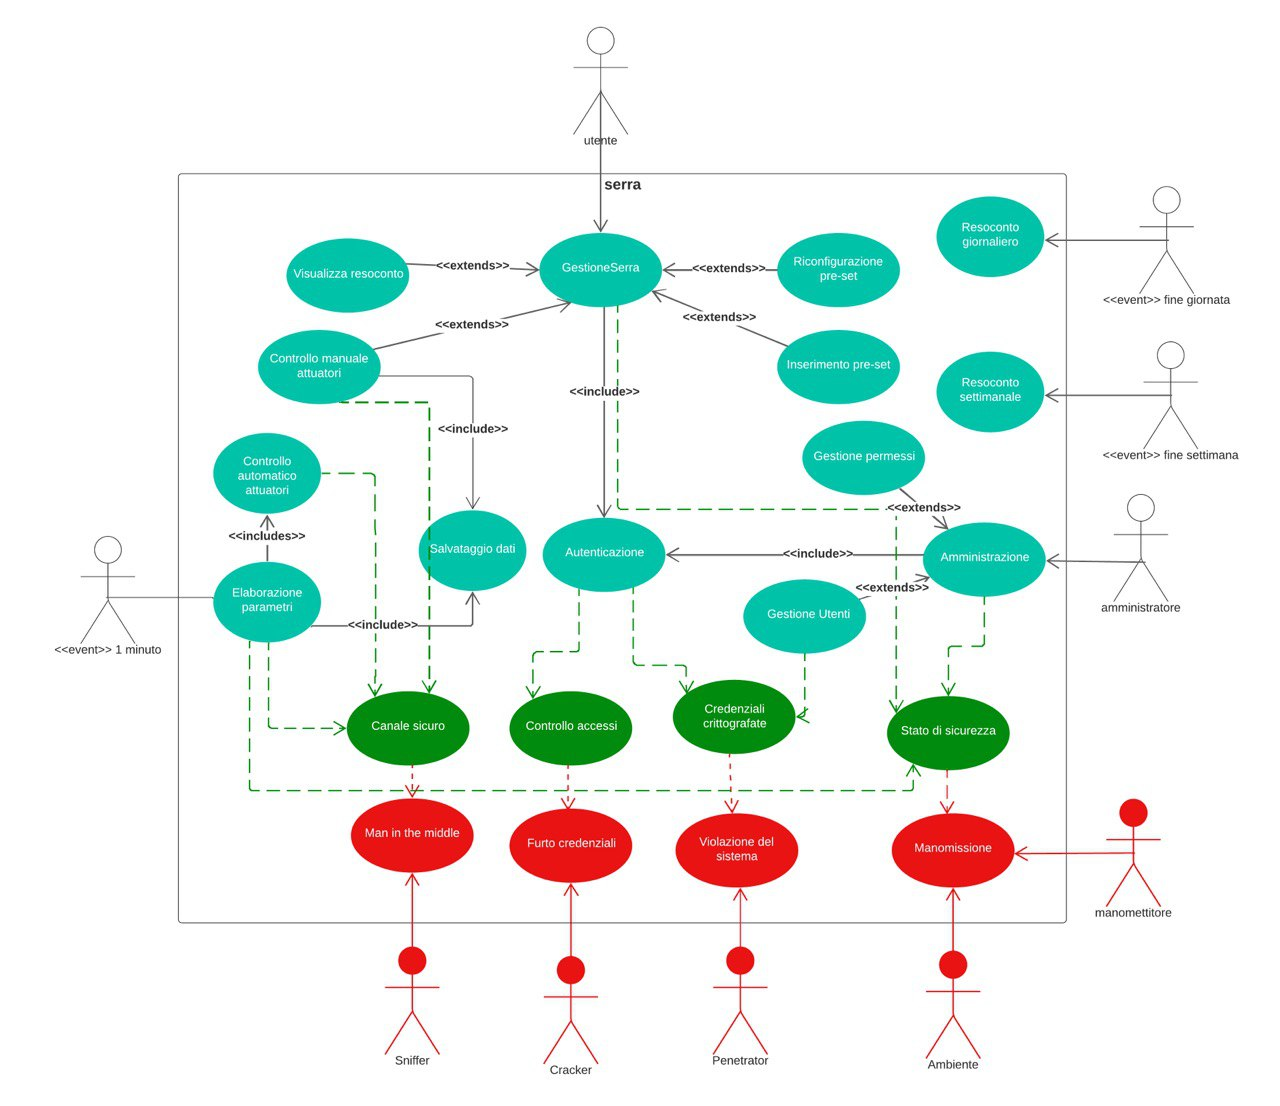 utente
serra
Resoconto
giornaliero
<<event>> fine giornata
Visualizza resoconto
<<extends>>
GestioneSerra
<<extends>>
Riconfigurazione
pre-set
<<extends>>
<<extends>>
Controllo manuale
attuatori
Inserimento pre-set
<<include>>
Resoconto
settimanale
<<event>> fine settimana
<<include>>
Gestione permessi
Controllo
automatico
attuatori
<<extends>>
<<includes>>
Salvataggio dati
Autenticazione
<<include>>
Amministrazione
amministratore
<<extends>>
Elaborazione
parametri
<<include>>
Gestione Utenti
<<event>> 1 minuto
Canale sicuro
Controllo accessi
Credenziali
crittografate
Stato di sicurezza
Man in the middle
Furto credenziali
Violazione del
sistema
Manomissione
manomettitore
Sniffer
Cracker
Penetrator
Ambiente